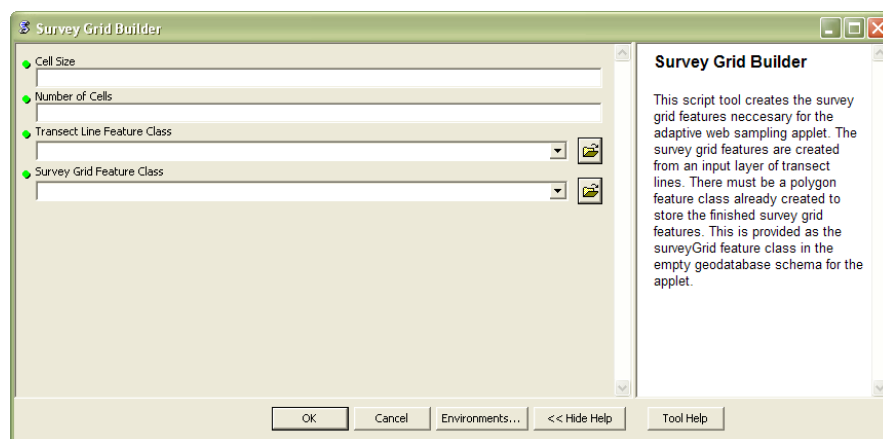 Survey Grid Builder
Cell Size
Number of Cells
Transect Line Feature Class
Survey Grid Feature Class
Survey Grid Builder
This script tool creates the survey
grid features neccesary for the
adaptive web sampling applet. The
survey grid features are created
from an input layer of transect
lines. There must be a polygon
feature class already created to
store the finished survey grid
features. This is provided as the
surveyGrid feature class in the
empty geodatabase schema for the
applet.
OK Cancel Environments... << Hide Help Tool Help